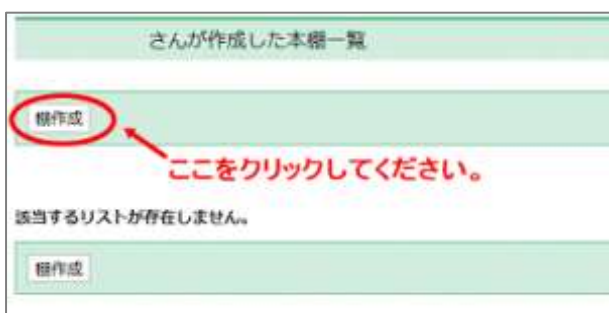 さんが作成した本棚一覧
棚作成
ここをクリックしてください。
該当するリストが存在しません。
棚作成